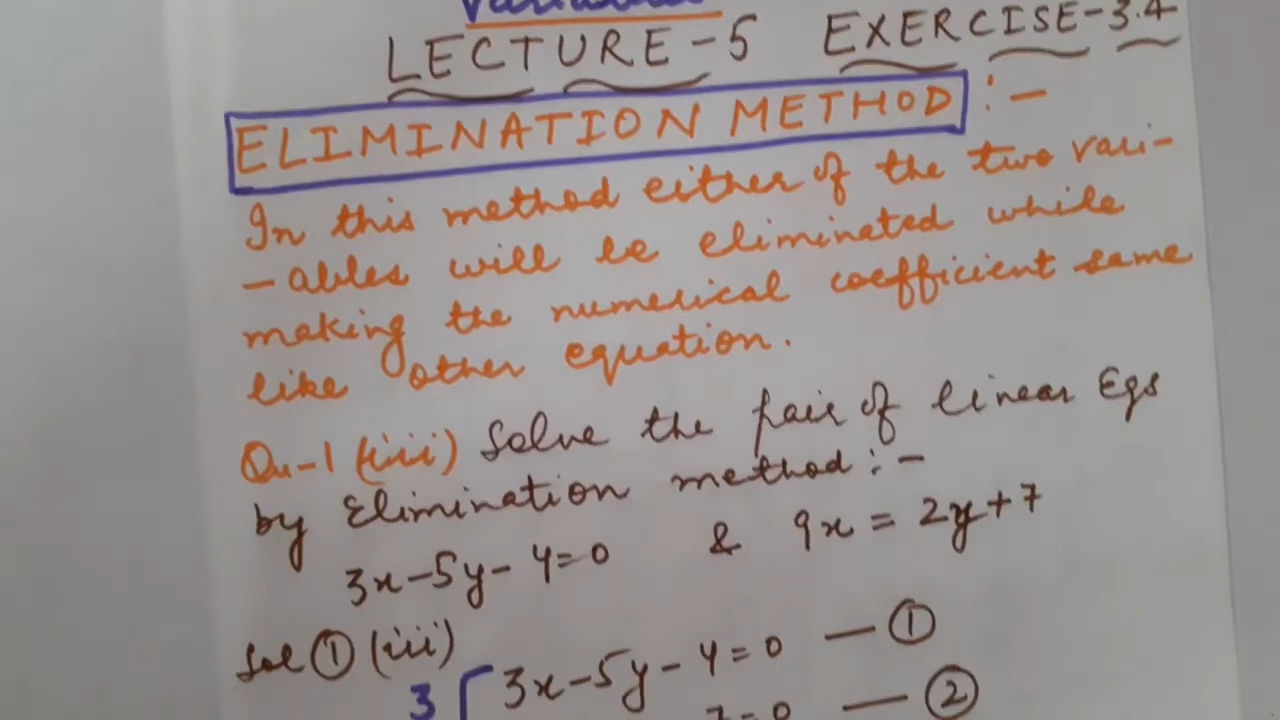 LECTURE-5 EXERCISE-3.4
ELIMINATION METHOD :-
In this method either of the two vari-
-ables will be eliminated while
making the numerical coefficient same
like other equation.
Qu-1 (iii) Solve the pair of linear Eqs
by Elimination method :-
3x-5y-4=0 & 9x = 2y+7
Sol ① (iii)
3 [ 3x-5y-4=0 — ①
7=0 — ②